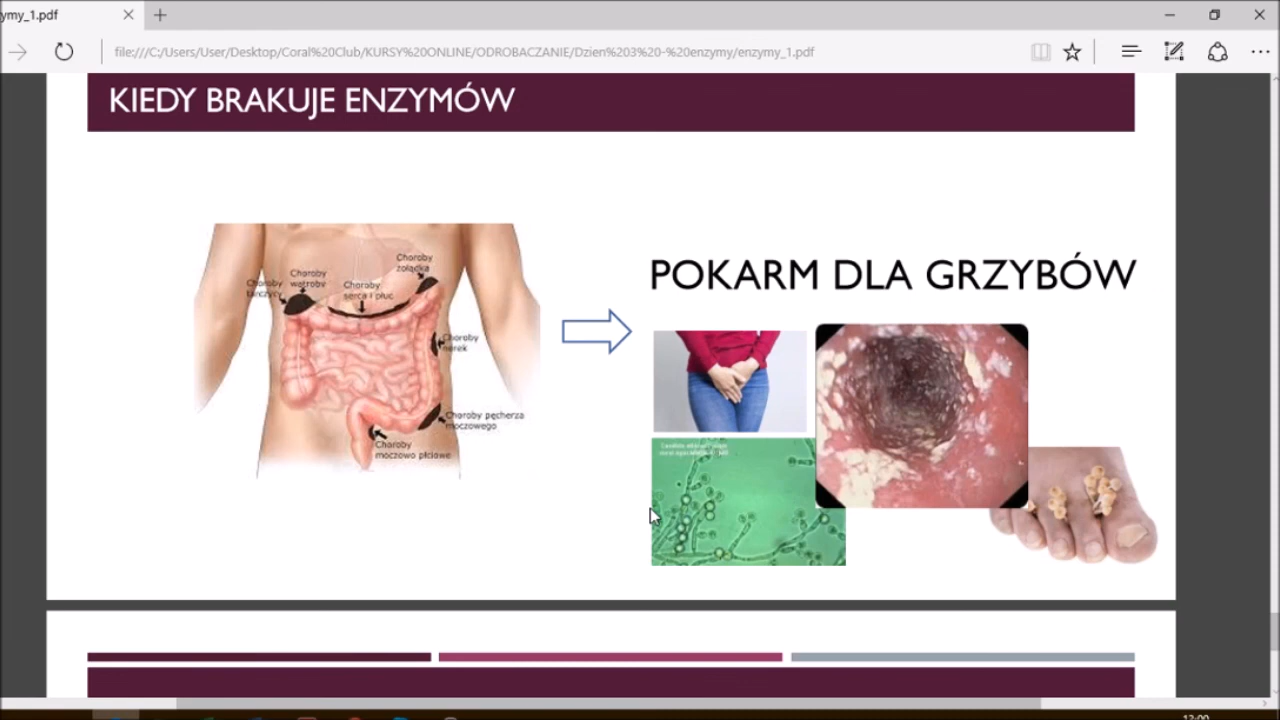 ymy_1.pdf
file:///C:/Users/User/Desktop/Coral%20Club/KURSY%20ONLINE/ODROBACZANIE/Dzien%203%20-%20enzymy/enzymy_1.pdf
KIEDY BRAKUJE ENZYMÓW
Choroby
żołądka
Choroby
wątroby
Choroby
tarczycy
Choroby
serca i płuc
Choroby
nerek
Choroby pęcherza
moczowego
Choroby
moczowo płciowe
POKARM DLA GRZYBÓW